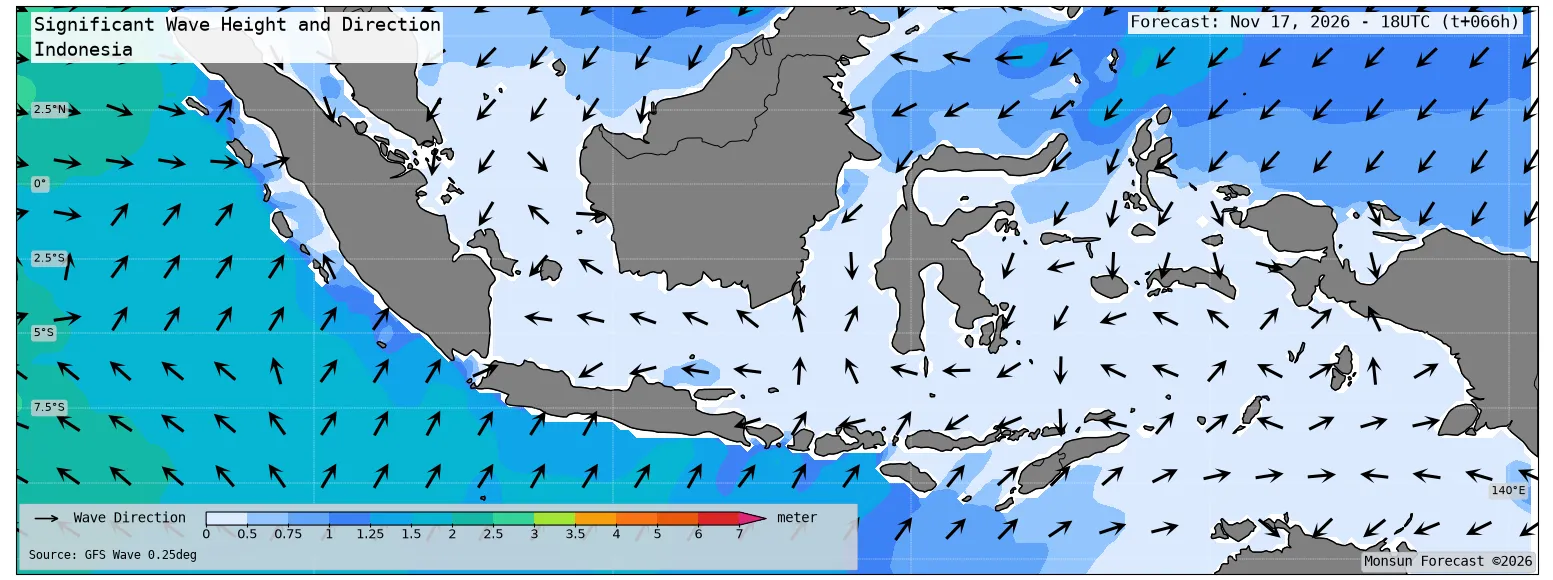 Significant Wave Height and Direction
Indonesia
Forecast: Nov 17, 2026 - 18UTC (t+066h)
2.5°N
0°
2.5°S
5°S
7.5°S
140°E
Wave Direction
0 0.5 0.75 1 1.25 1.5 2 2.5 3 3.5 4 5 6 7
meter
Source: GFS Wave 0.25deg
Monsun Forecast ©2026